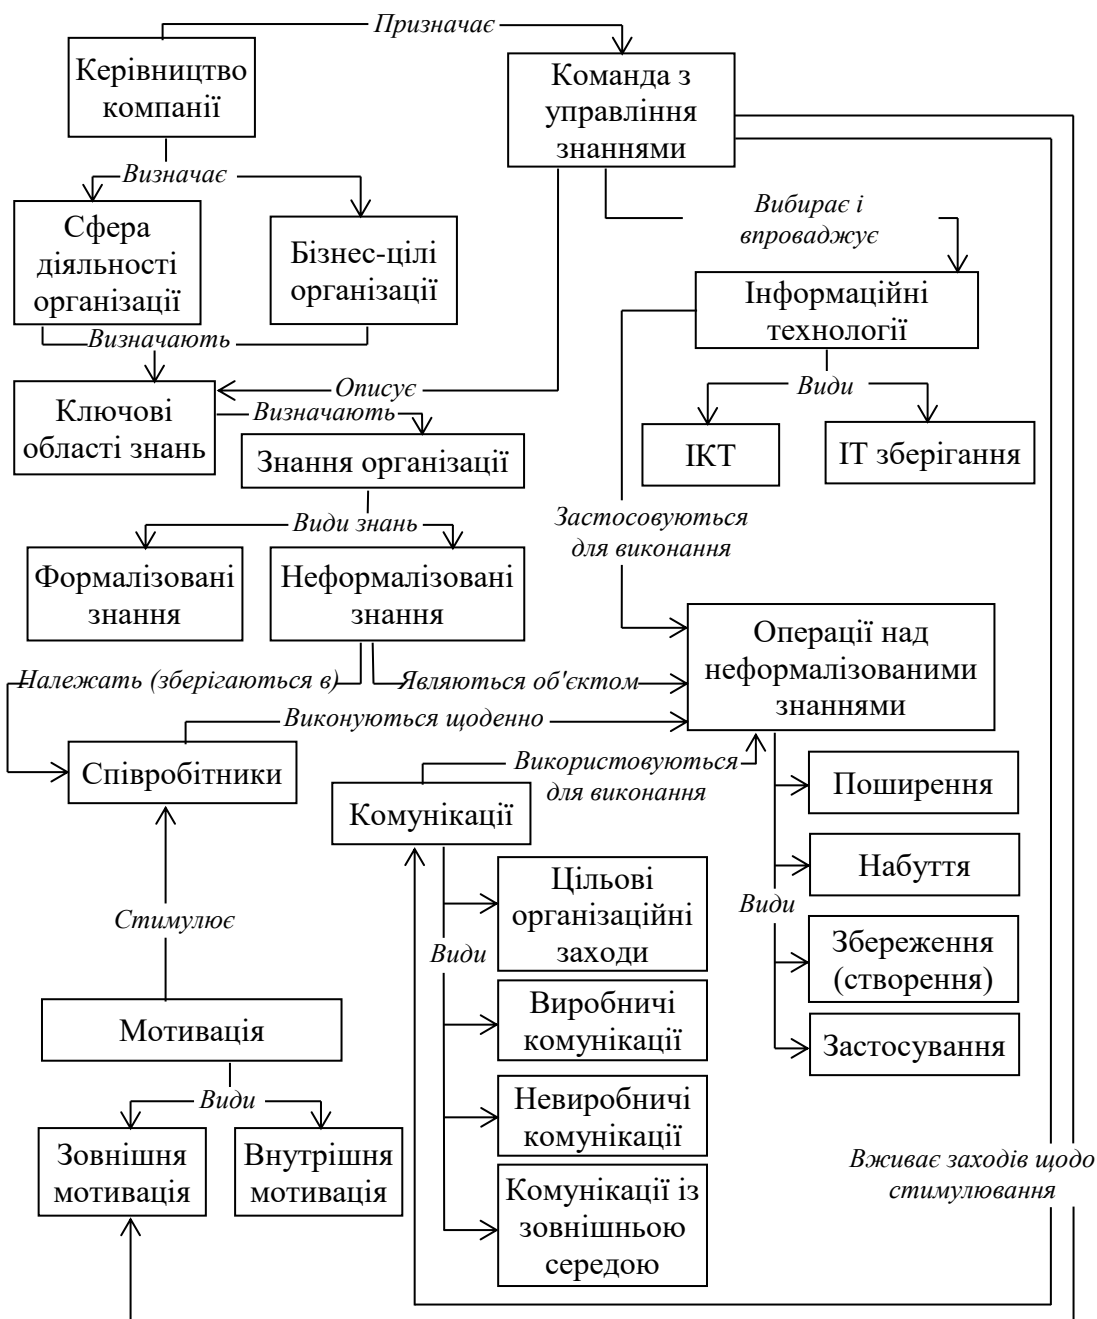 Призначає
Керівництво
компанії
Команда з
управління
знаннями
Визначає
Сфера
діяльності
організації
Бізнес-цілі
організації
Вибирає і
впроваджує
Інформаційні
технології
Визначають
Описує
Види
Ключові
області знань
Визначають
Знання організації
ІКТ
ІТ зберігання
Види знань
Застосовуються
для виконання
Формалізовані
знання
Неформалізовані
знання
Операції над
неформалізованими
знаннями
Належать (зберігаються в)
Являються об'єктом
Виконуються щоденно
Співробітники
Використовуються
для виконання
Комунікації
Поширення
Набуття
Види
Збереження
(створення)
Застосування
Цільові
організаційні
заходи
Види
Виробничі
комунікації
Невиробничі
комунікації
Комунікації із
зовнішньою
середою
Стимулює
Мотивація
Види
Зовнішня
мотивація
Внутрішня
мотивація
Вживає заходів щодо
стимулювання